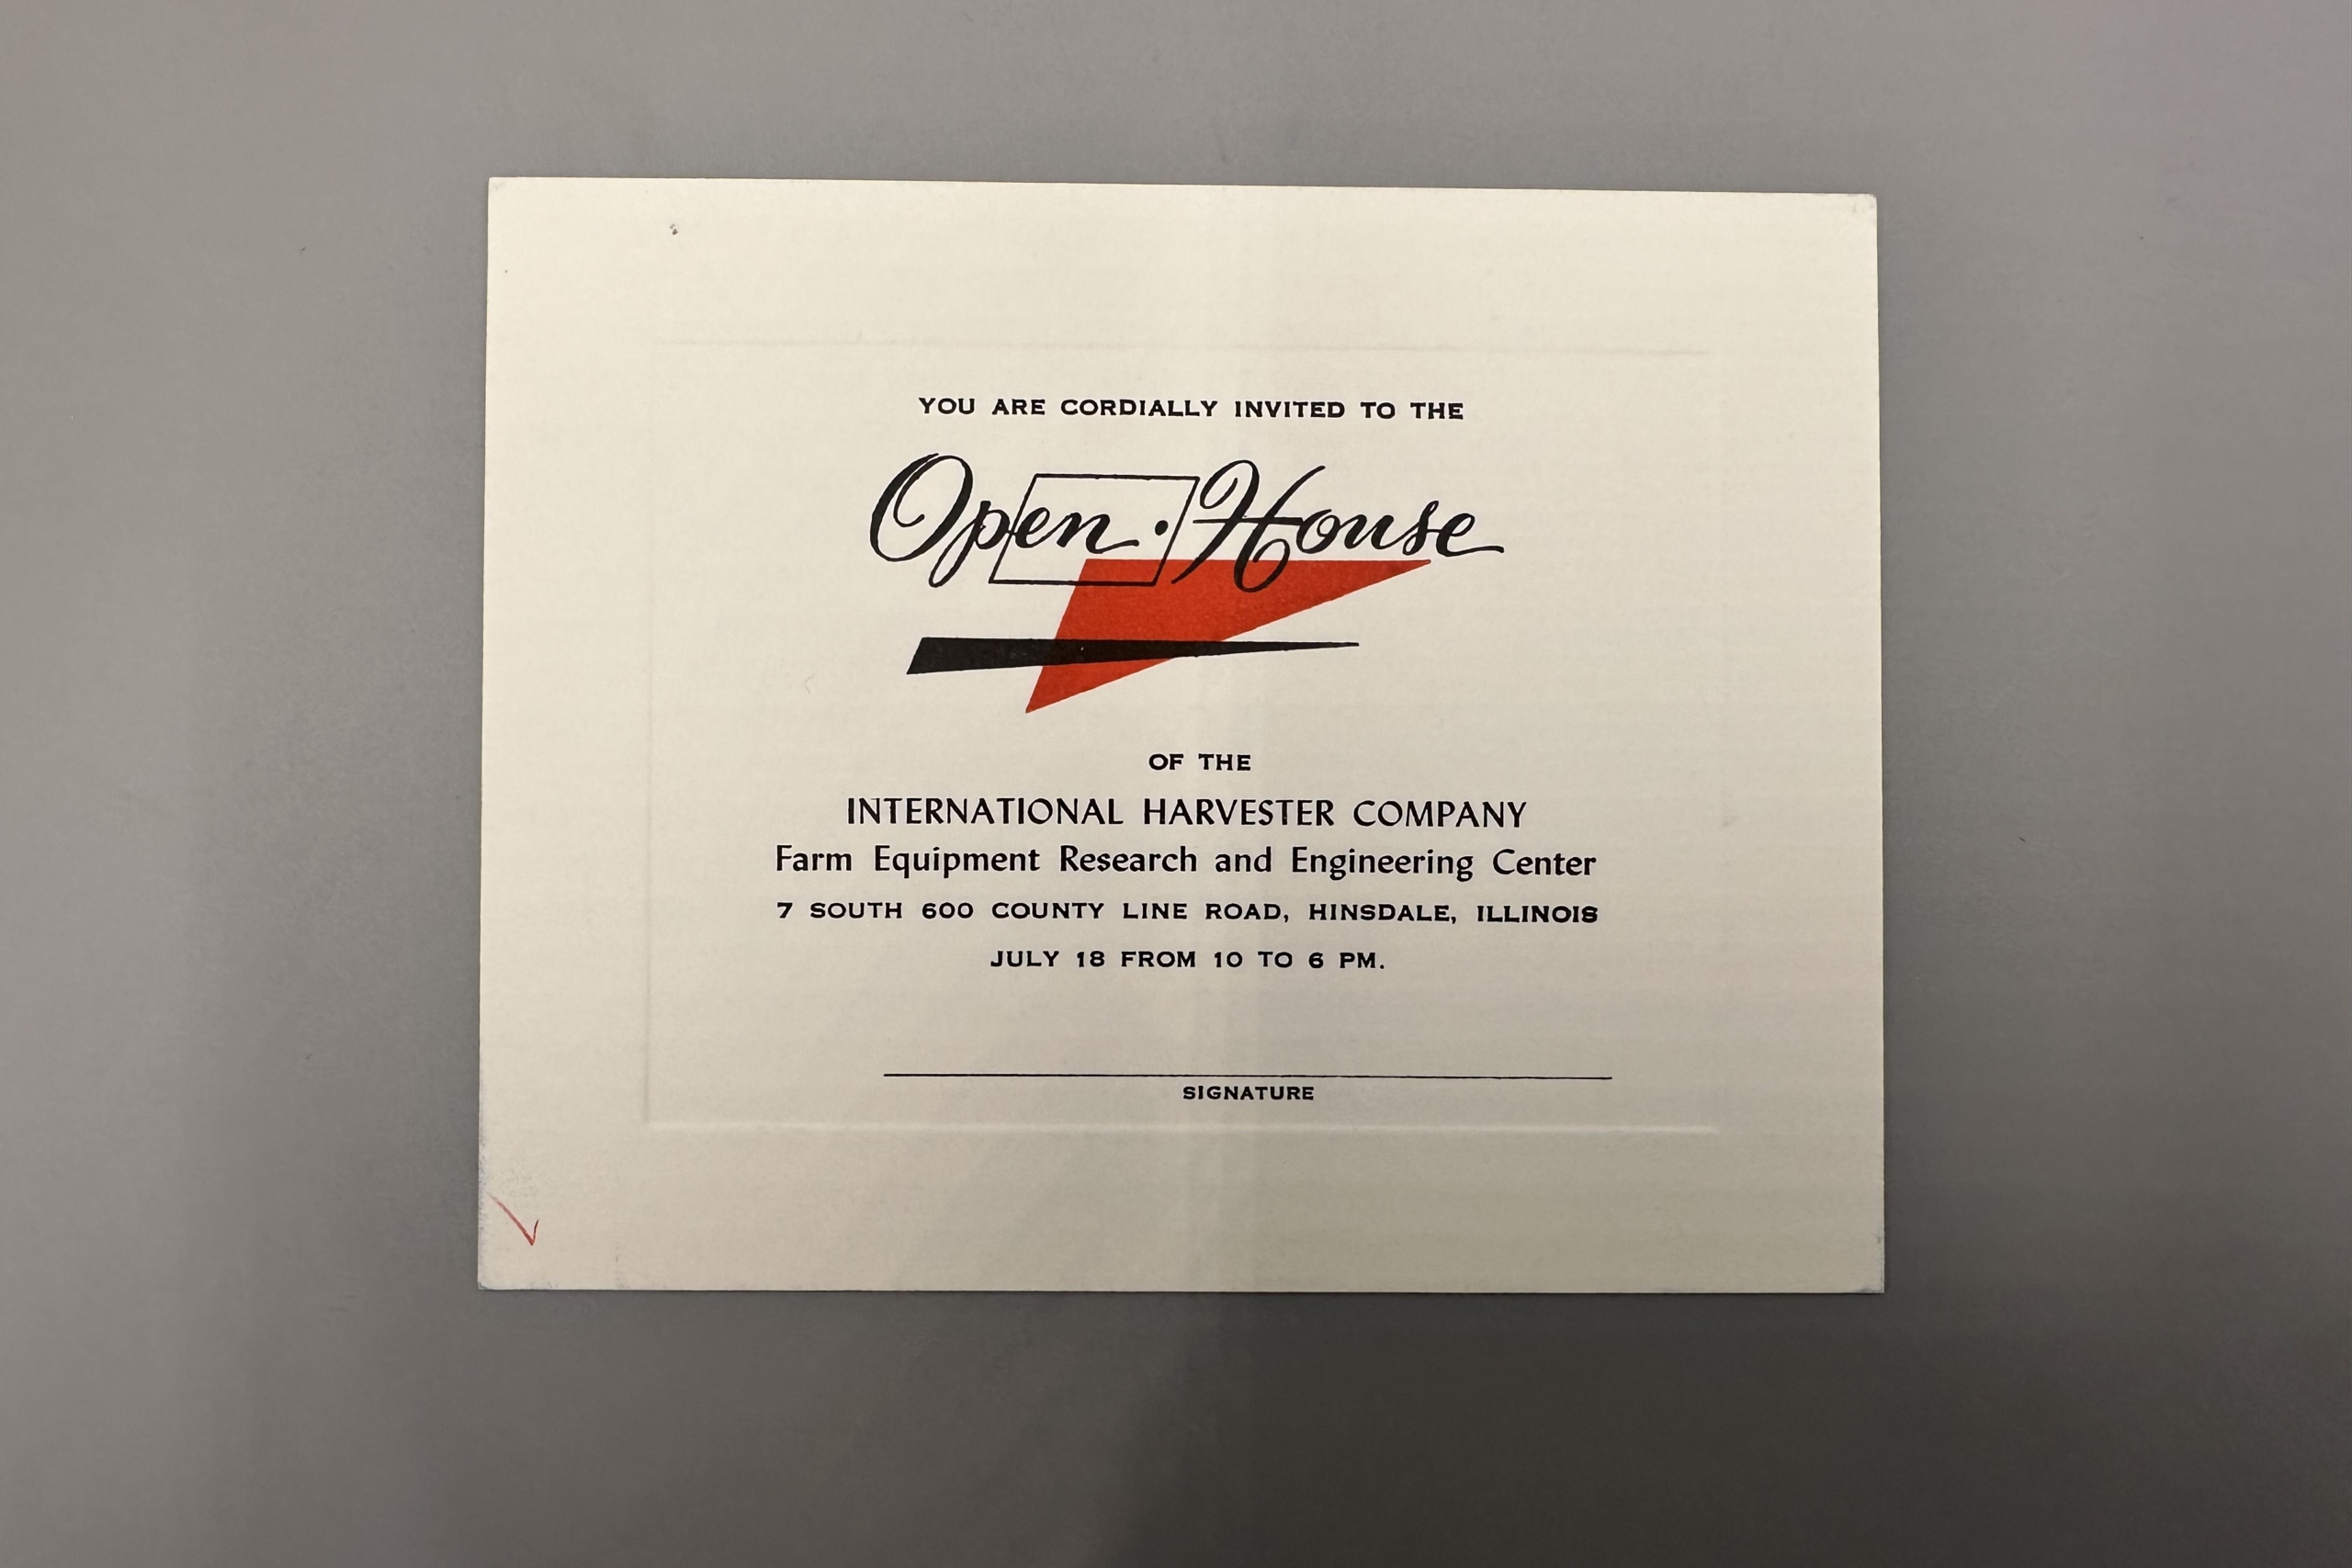 YOU ARE CORDIALLY INVITED TO THE
Open · House
OF THE
INTERNATIONAL HARVESTER COMPANY
Farm Equipment Research and Engineering Center
7 SOUTH 600 COUNTY LINE ROAD, HINSDALE, ILLINOIS
JULY 18 FROM 10 TO 6 PM.
SIGNATURE